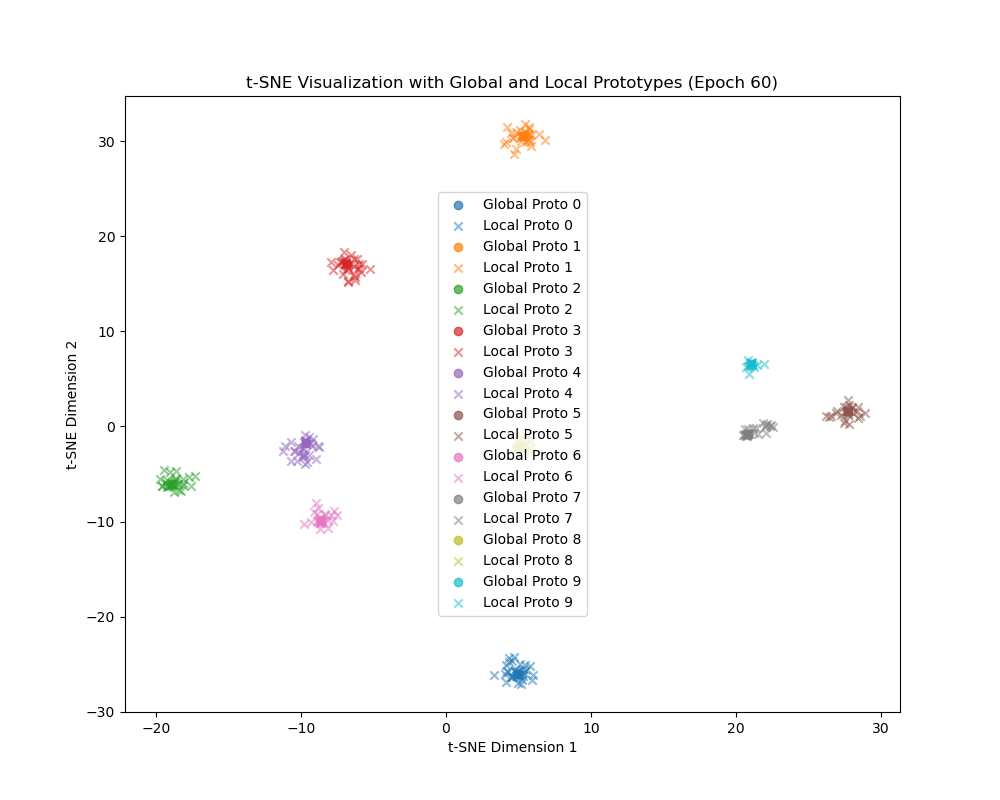 t-SNE Visualization with Global and Local Prototypes (Epoch 60)
30
20
10
0
−10
−20
−30
t-SNE Dimension 2
Global Proto 0
Local Proto 0
Global Proto 1
Local Proto 1
Global Proto 2
Local Proto 2
Global Proto 3
Local Proto 3
Global Proto 4
Local Proto 4
Global Proto 5
Local Proto 5
Global Proto 6
Local Proto 6
Global Proto 7
Local Proto 7
Global Proto 8
Local Proto 8
Global Proto 9
Local Proto 9
−20 −10 0 10 20 30
t-SNE Dimension 1